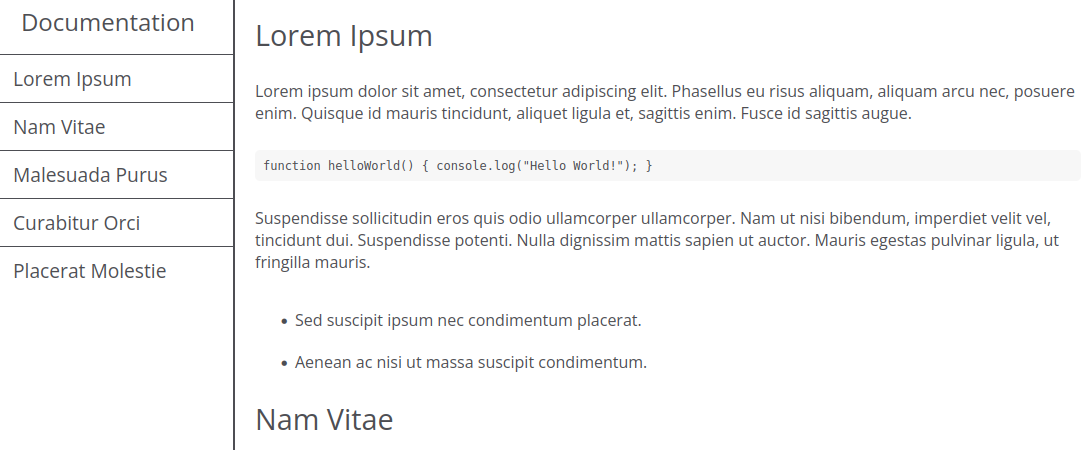 Documentation
Lorem Ipsum
Nam Vitae
Malesuada Purus
Curabitur Orci
Placerat Molestie
Lorem Ipsum
Lorem ipsum dolor sit amet, consectetur adipiscing elit. Phasellus eu risus aliquam, aliquam arcu nec, posuere
enim. Quisque id mauris tincidunt, aliquet ligula et, sagittis enim. Fusce id sagittis augue.
function helloWorld() { console.log("Hello World!"); }
Suspendisse sollicitudin eros quis odio ullamcorper ullamcorper. Nam ut nisi bibendum, imperdiet velit vel,
tincidunt dui. Suspendisse potenti. Nulla dignissim mattis sapien ut auctor. Mauris egestas pulvinar ligula, ut
fringilla mauris.
• Sed suscipit ipsum nec condimentum placerat.
• Aenean ac nisi ut massa suscipit condimentum.
Nam Vitae